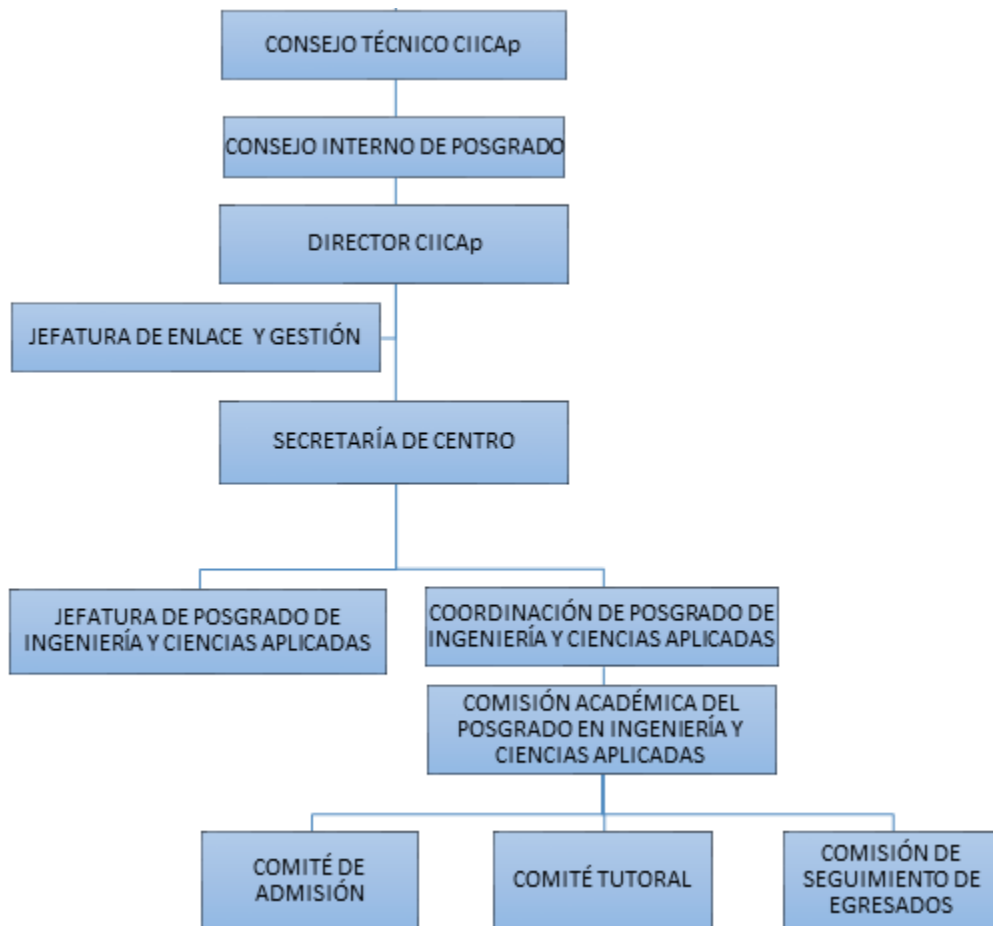 CONSEJO TÉCNICO CIICAp
CONSEJO INTERNO DE POSGRADO
DIRECTOR CIICAp
JEFATURA DE ENLACE Y GESTIÓN
SECRETARÍA DE CENTRO
JEFATURA DE POSGRADO DE
INGENIERÍA Y CIENCIAS APLICADAS
COORDINACIÓN DE POSGRADO DE
INGENIERÍA Y CIENCIAS APLICADAS
COMISIÓN ACADÉMICA DEL
POSGRADO EN INGENIERÍA Y
CIENCIAS APLICADAS
COMITÉ DE
ADMISIÓN
COMITÉ TUTORAL
COMISIÓN DE
SEGUIMIENTO DE
EGRESADOS